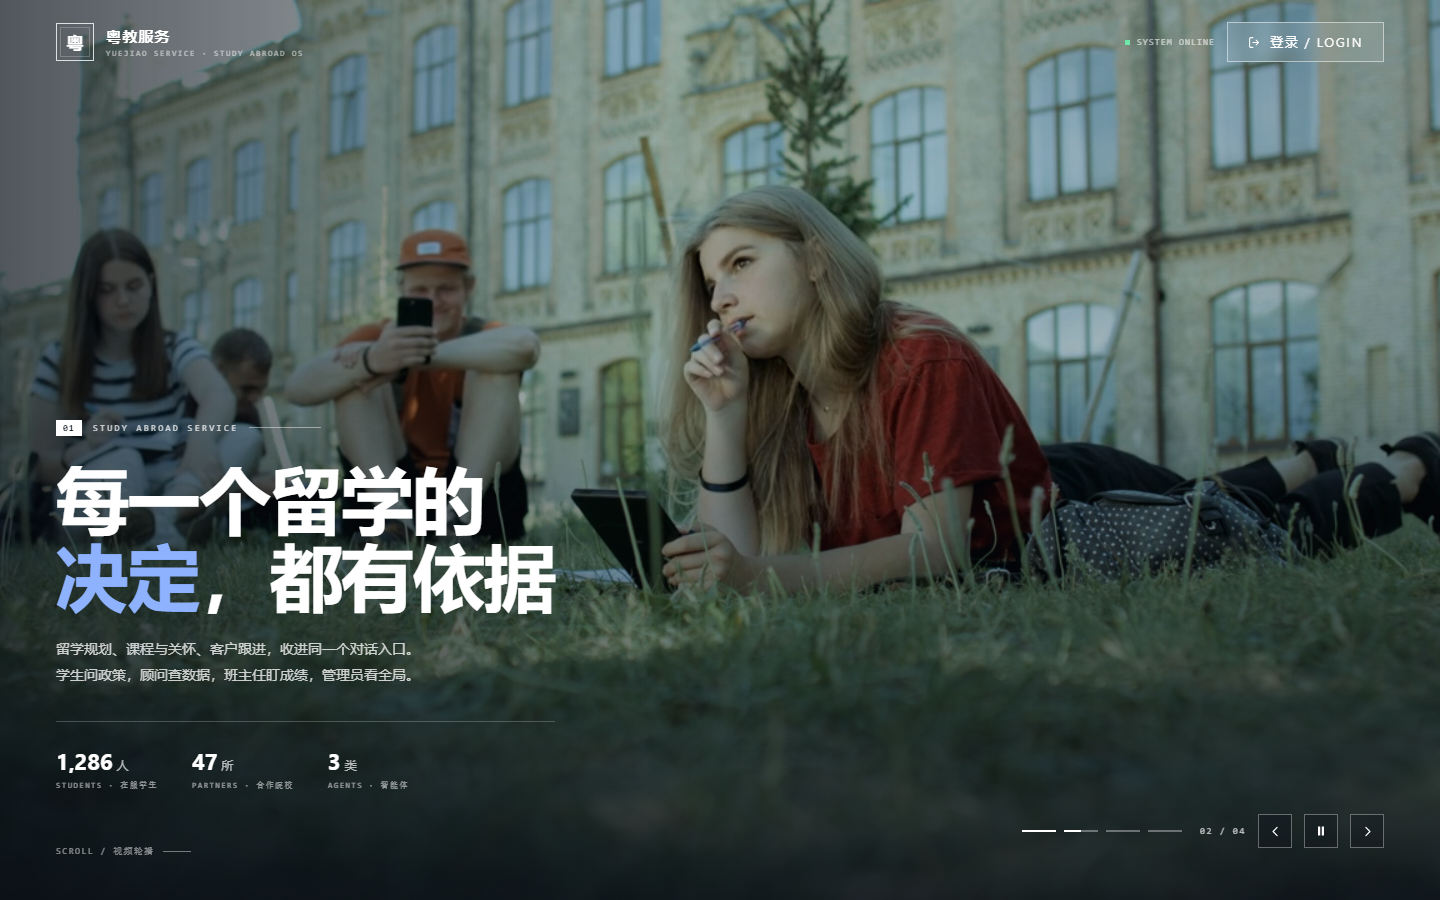 粤
粤教服务
YUEJIAO SERVICE · STUDY ABROAD OS
SYSTEM ONLINE
登录 / LOGIN
01
STUDY ABROAD SERVICE
每一个留学的
决定，都有依据
留学规划、课程与关怀、客户跟进，收进同一个对话入口。
学生问政策，顾问查数据，班主任盯成绩，管理员看全局。
1,286 人
STUDENTS · 在服学生
47 所
PARTNERS · 合作院校
3 类
AGENTS · 智能体
02 / 04
SCROLL / 视频轮播